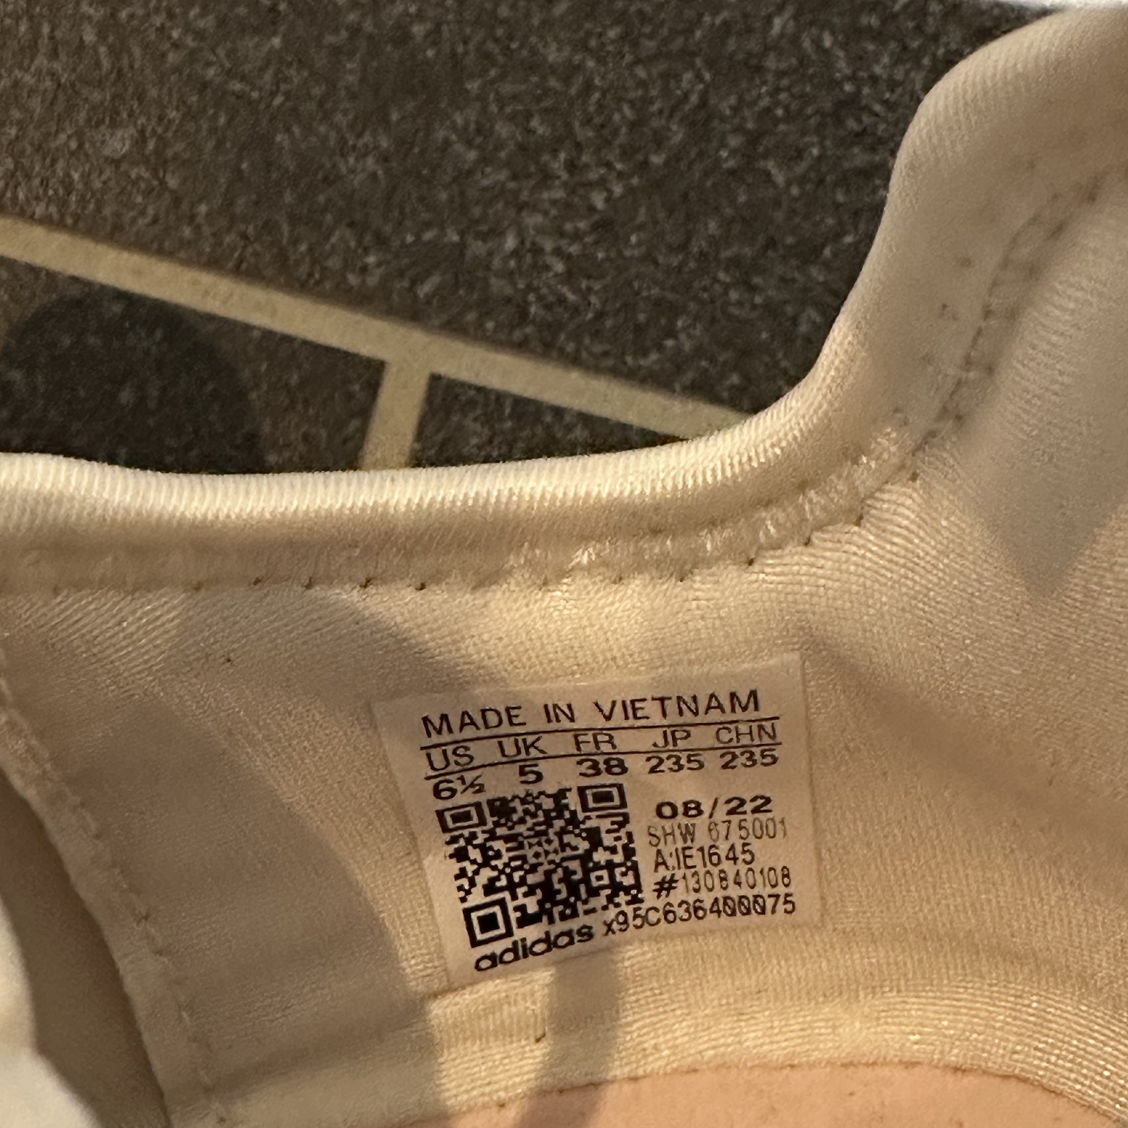 MADE IN VIETNAM
US UK FR JP CHN
6½ 5 38 235 235
08/22
SHW 675001
A:IE1645
#130840108
adidas x95C636400075